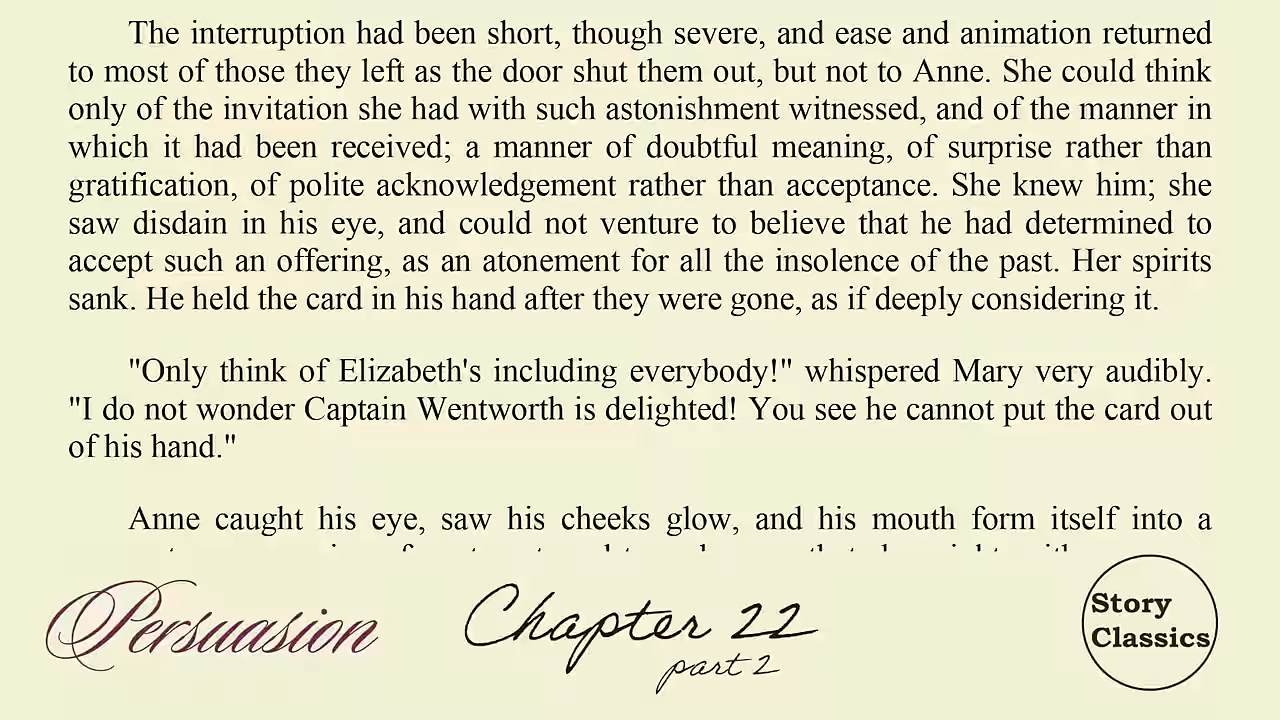 The interruption had been short, though severe, and ease and animation returned
to most of those they left as the door shut them out, but not to Anne. She could think
only of the invitation she had with such astonishment witnessed, and of the manner in
which it had been received; a manner of doubtful meaning, of surprise rather than
gratification, of polite acknowledgement rather than acceptance. She knew him; she
saw disdain in his eye, and could not venture to believe that he had determined to
accept such an offering, as an atonement for all the insolence of the past. Her spirits
sank. He held the card in his hand after they were gone, as if deeply considering it.
"Only think of Elizabeth's including everybody!" whispered Mary very audibly.
"I do not wonder Captain Wentworth is delighted! You see he cannot put the card out
of his hand."
Anne caught his eye, saw his cheeks glow, and his mouth form itself into a
Persuasion
Chapter 22
part 2
Story
Classics